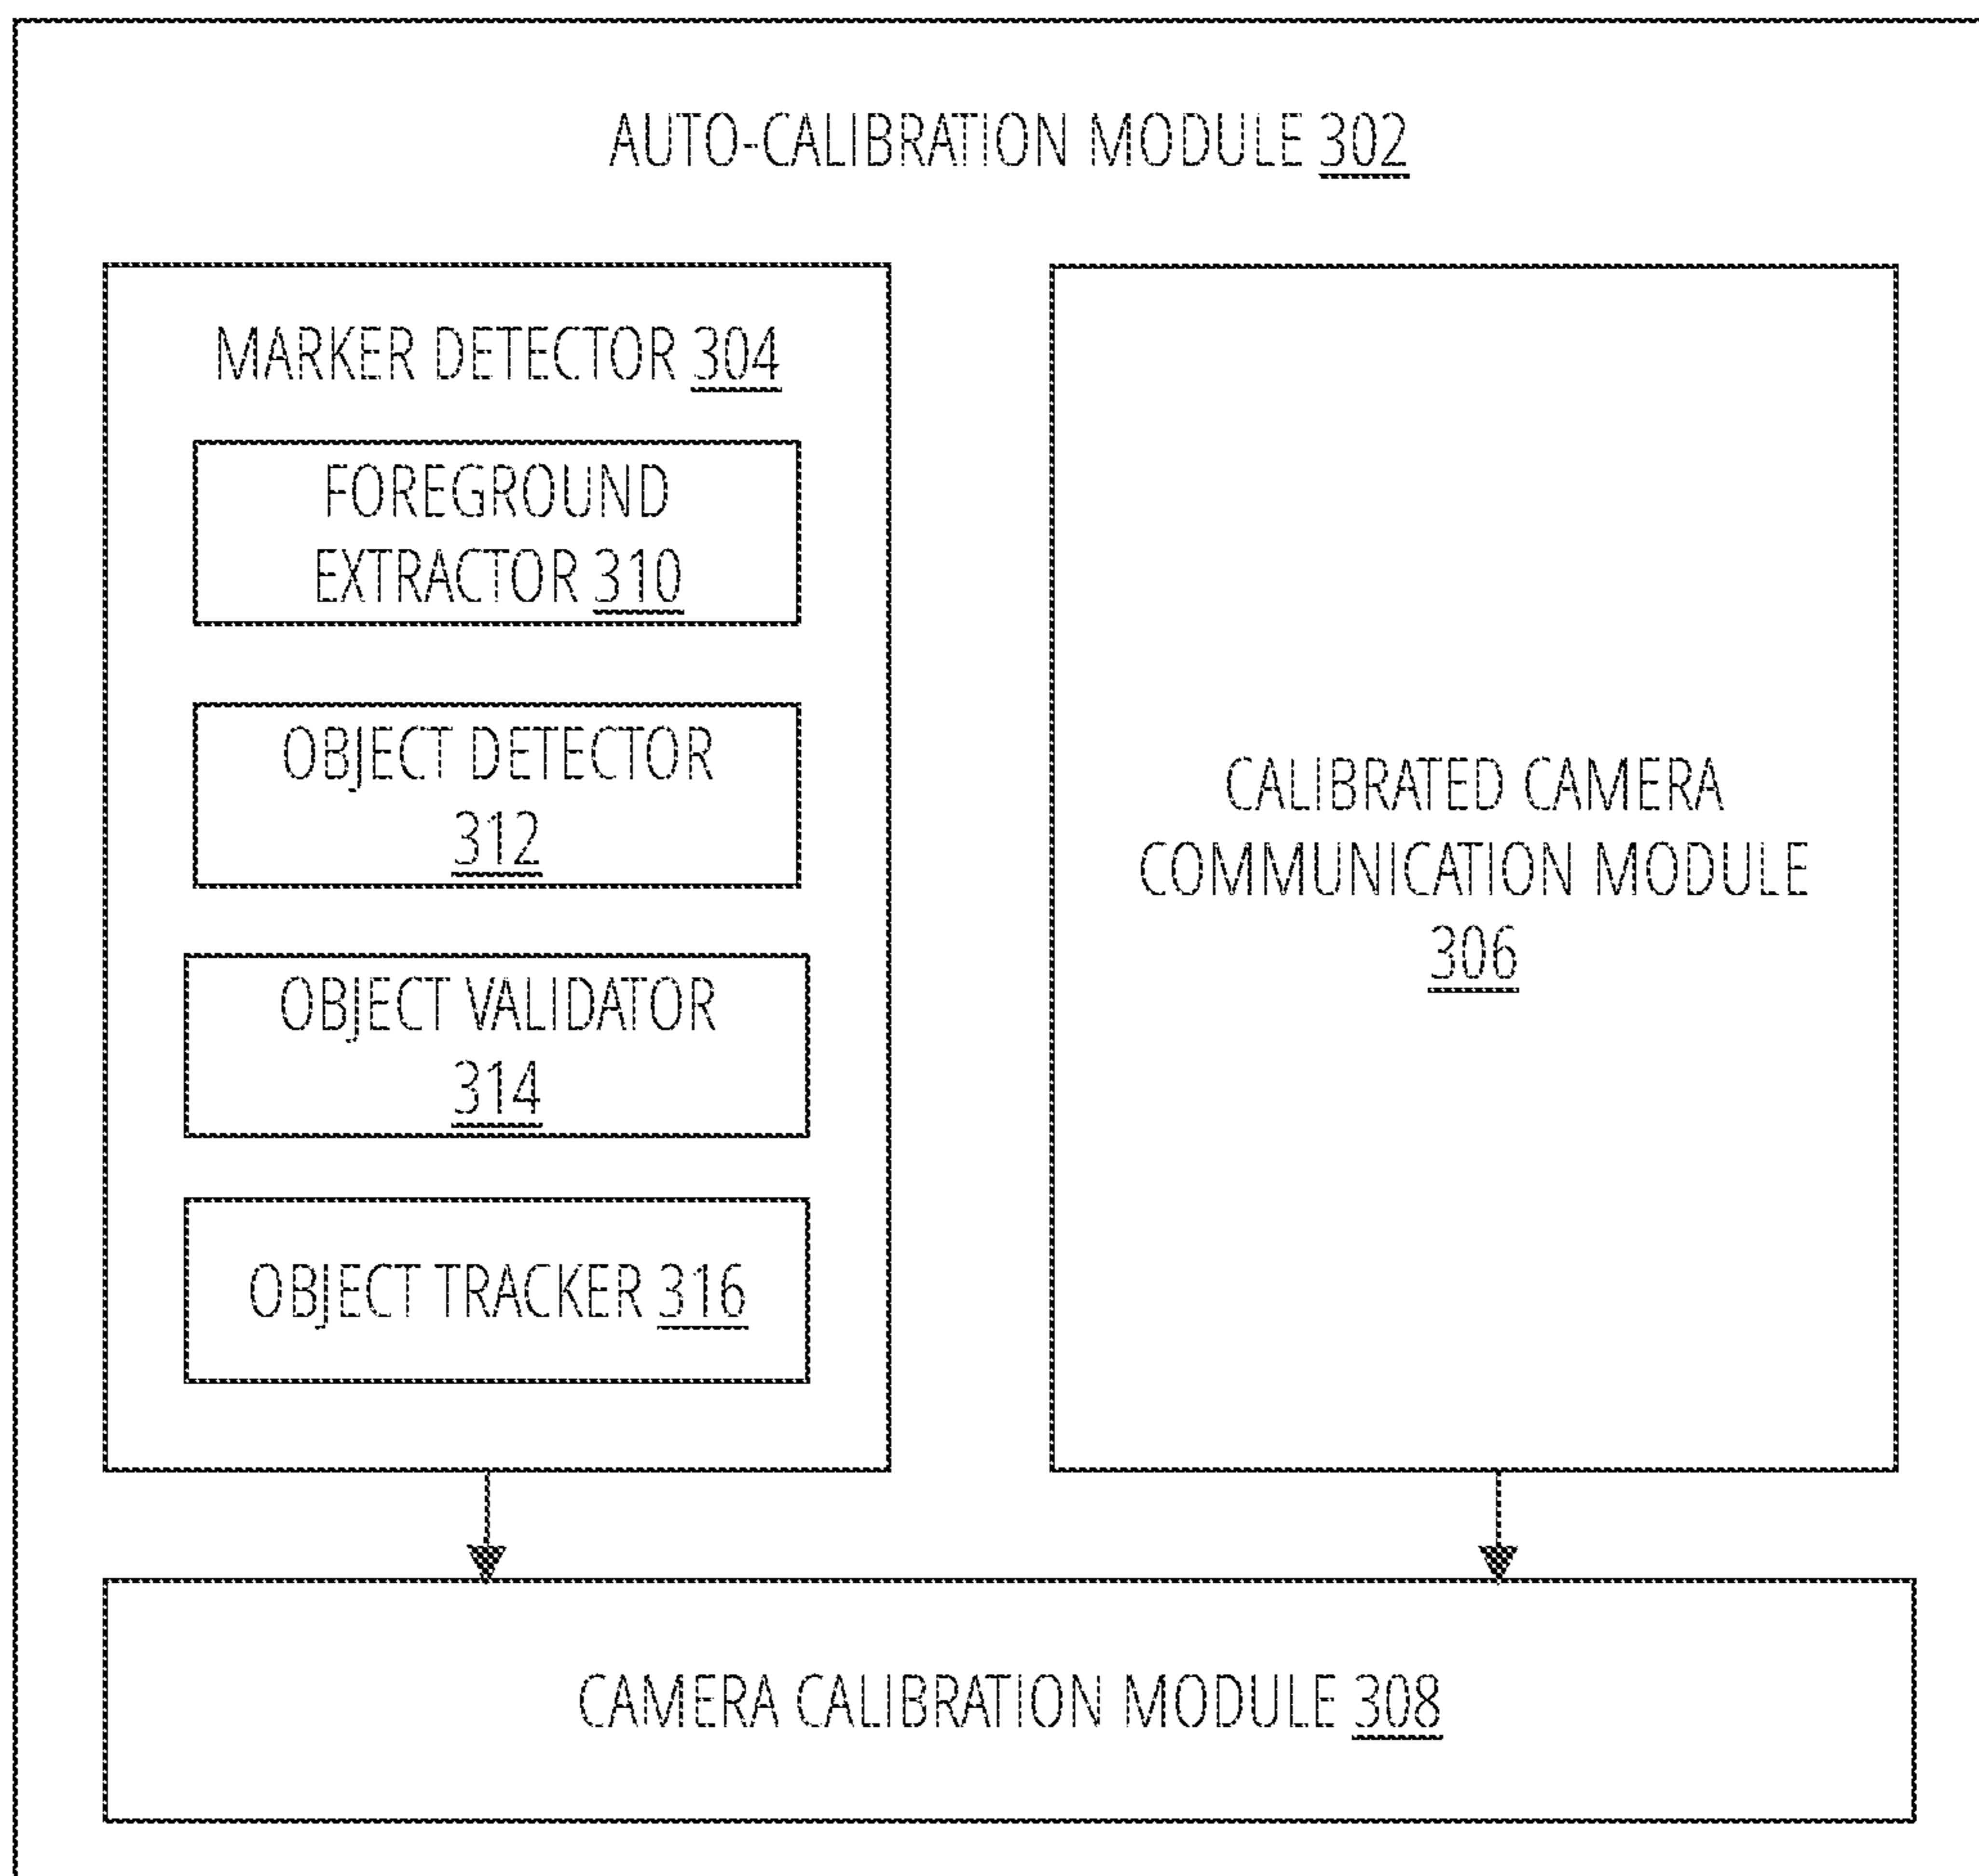 AUTO-CALIBRATION MODULE 302
MARKER DETECTOR 304
FOREGROUND
EXTRACTOR 310
OBJECT DETECTOR
312
OBJECT VALIDATOR
314
OBJECT TRACKER 316
CALIBRATED CAMERA
COMMUNICATION MODULE
306
CAMERA CALIBRATION MODULE 308